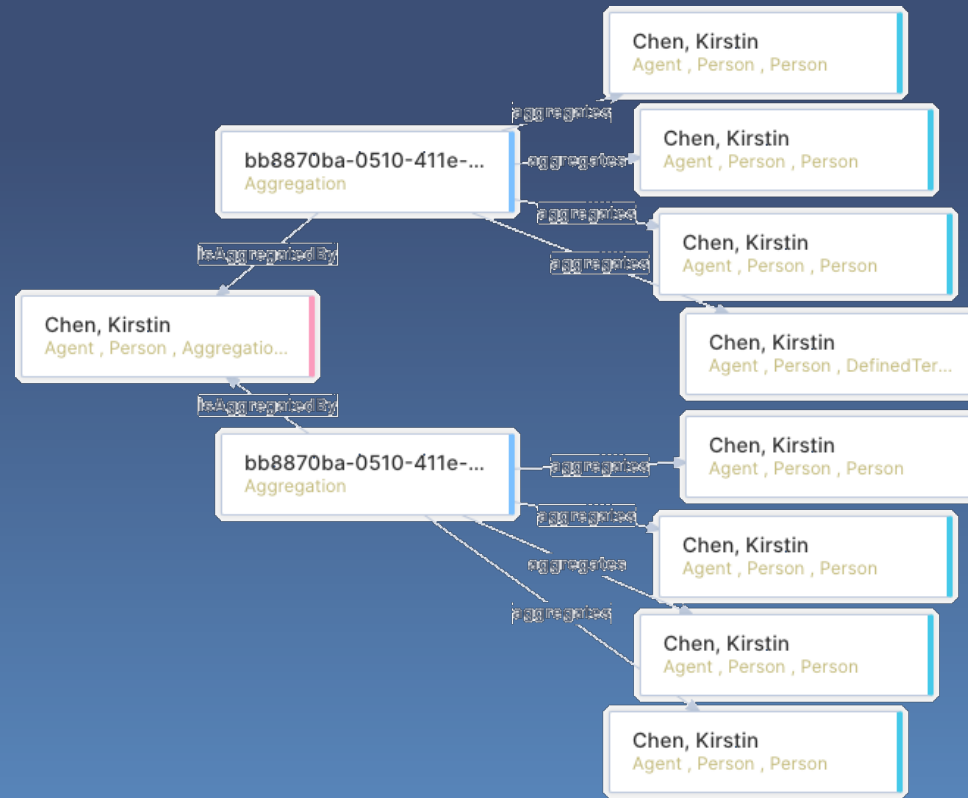 Chen, Kirstin
Agent , Person , Person
aggregates
Chen, Kirstin
Agent , Person , Person
bb8870ba-0510-411e-...
Aggregation
aggregates
aggregates
Chen, Kirstin
Agent , Person , Person
isAggregatedBy
aggregates
Chen, Kirstin
Agent , Person , Aggregatio...
Chen, Kirstin
Agent , Person , DefinedTer...
isAggregatedBy
Chen, Kirstin
Agent , Person , Person
bb8870ba-0510-411e-...
Aggregation
aggregates
aggregates
Chen, Kirstin
Agent , Person , Person
aggregates
aggregates
Chen, Kirstin
Agent , Person , Person
Chen, Kirstin
Agent , Person , Person